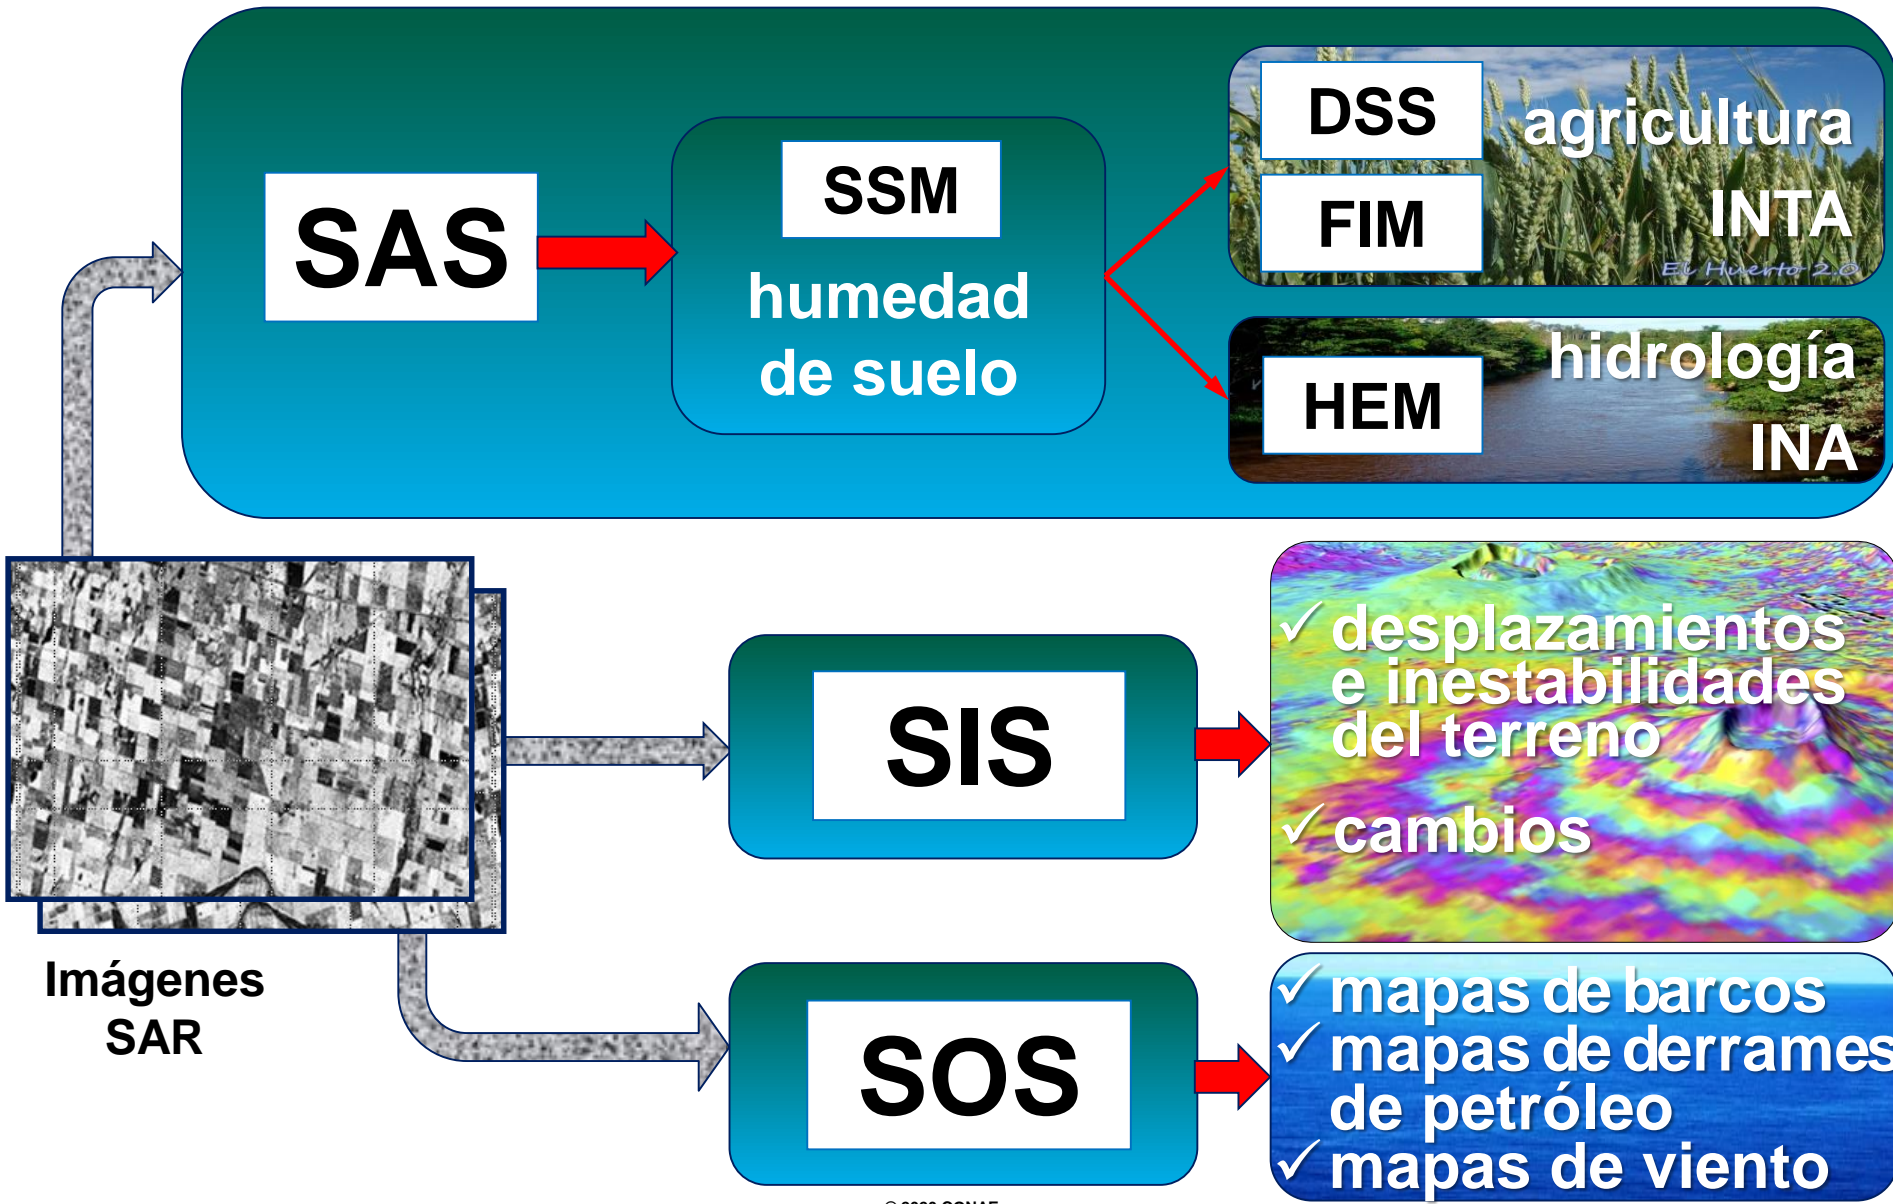 SAS
SSM
humedad
de suelo
DSS
agricultura
FIM
INTA
El Huerto 2.0
hidrología
HEM
INA
Imágenes
SAR
SIS
✓ desplazamientos
e inestabilidades
del terreno
✓ cambios
SOS
✓ mapas de barcos
✓ mapas de derrames
de petróleo
✓ mapas de viento